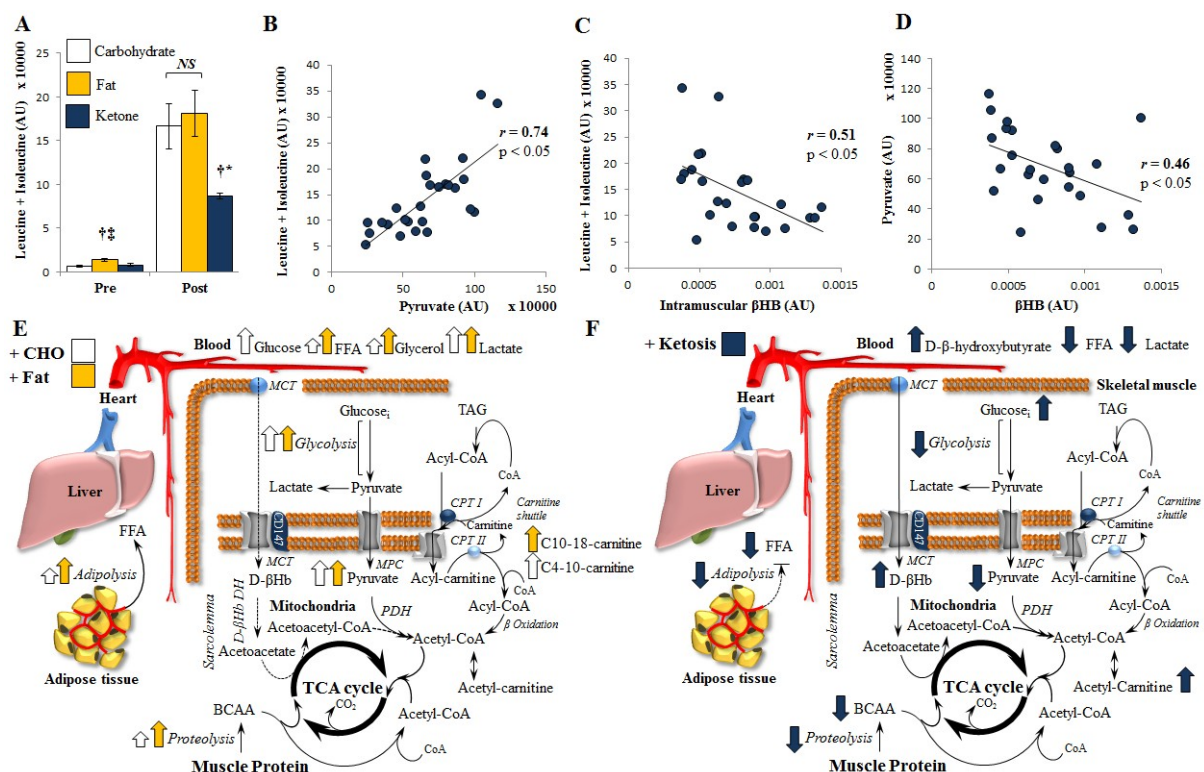 A
Leucine + Isoleucine (AU) x 10000
25
20
15
10
5
0
Carbohydrate
Fat
Ketone
NS
†‡
†*
Pre
Post
B
Leucine + Isoleucine (AU) x 10000
40
35
30
25
20
15
10
5
0
r = 0.74
p < 0.05
0
50
100
150
Pyruvate (AU)
x 10000
C
Leucine + Isoleucine (AU) x 10000
40
35
30
25
20
15
10
5
0
r = 0.51
p < 0.05
0
0.0005
0.001
0.0015
Intramuscular βHB (AU)
D
Pyruvate (AU)
x 10000
140
120
100
80
60
40
20
0
r = 0.46
p < 0.05
0
0.0005
0.001
0.0015
βHB (AU)
E
+ CHO
+ Fat
Blood
Glucose
FFA
Glycerol
Lactate
Heart
MCT
Glucosei
TAG
Glycolysis
Acyl-CoA
CoA
Liver
Lactate
Pyruvate
CPT I
Carnitine shuttle
Carnitine
FFA
CD147
CPT II
C10-18-carnitine
C4-10-carnitine
MCT
MPC
Adipolysis
D-βHb
Pyruvate
Acyl-carnitine
CoA
Sarcolemma
D-βHb DH
Mitochondria
PDH
Acyl-CoA
β Oxidation
Acetoacetyl-CoA
Acetyl-CoA
Acetoacetate
Adipose tissue
TCA cycle
CO2
Acetyl-carnitine
BCAA
Acetyl-CoA
Proteolysis
CoA
Muscle Protein
F
+ Ketosis
Blood
D-β-hydroxybutyrate
FFA
Lactate
Heart
MCT
Skeletal muscle
Glucosei
TAG
Glycolysis
Acyl-CoA
CoA
Liver
Lactate
Pyruvate
CPT I
Carnitine shuttle
Carnitine
FFA
CD147
CPT II
MCT
MPC
Adipolysis
D-βHb
Pyruvate
Acyl-carnitine
CoA
Sarcolemma
Mitochondria
PDH
Acyl-CoA
β Oxidation
Acetoacetyl-CoA
Acetyl-CoA
Acetoacetate
Adipose tissue
TCA cycle
CO2
Acetyl-Carnitine
BCAA
Acetyl-CoA
Proteolysis
CoA
Muscle Protein